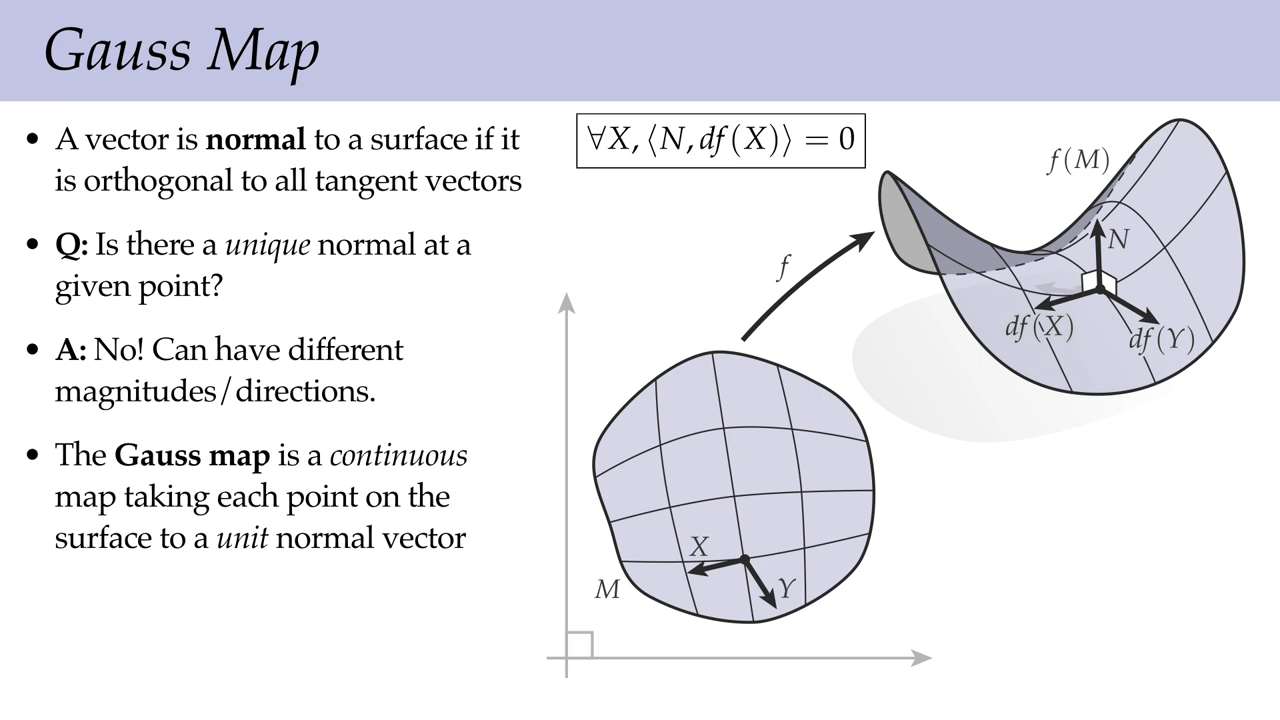 Gauss Map
• A vector is normal to a surface if it
is orthogonal to all tangent vectors
• Q: Is there a unique normal at a
given point?
• A: No! Can have different
magnitudes/directions.
• The Gauss map is a continuous
map taking each point on the
surface to a unit normal vector
∀X, ⟨N, df(X)⟩ = 0
f(M)
N
f
df(X)
df(Y)
X
M
Y